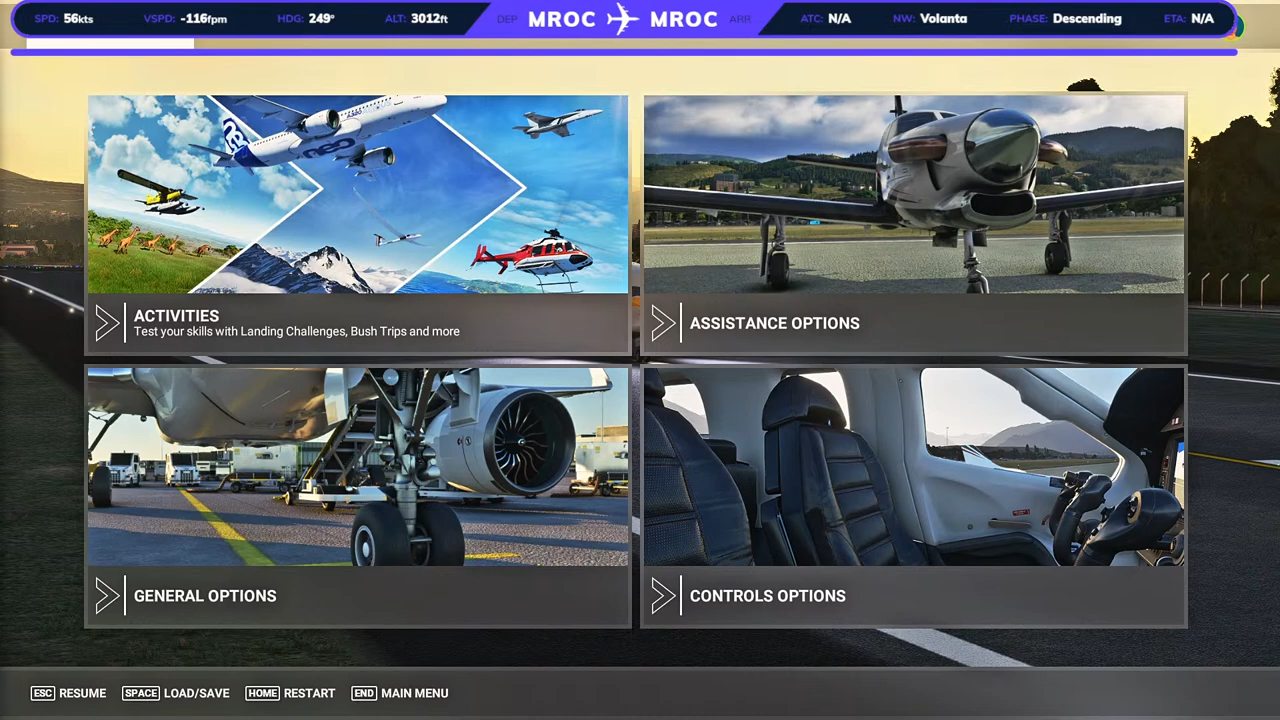 SPD: 56kts VSPD: -116fpm HDG: 249° ALT: 3012ft DEP MROC MROC ARR ATC: N/A NW: Volanta PHASE: Descending ETA: N/A
ACTIVITIES
Test your skills with Landing Challenges, Bush Trips and more
ASSISTANCE OPTIONS
GENERAL OPTIONS
CONTROLS OPTIONS
ESC RESUME SPACE LOAD/SAVE HOME RESTART END MAIN MENU